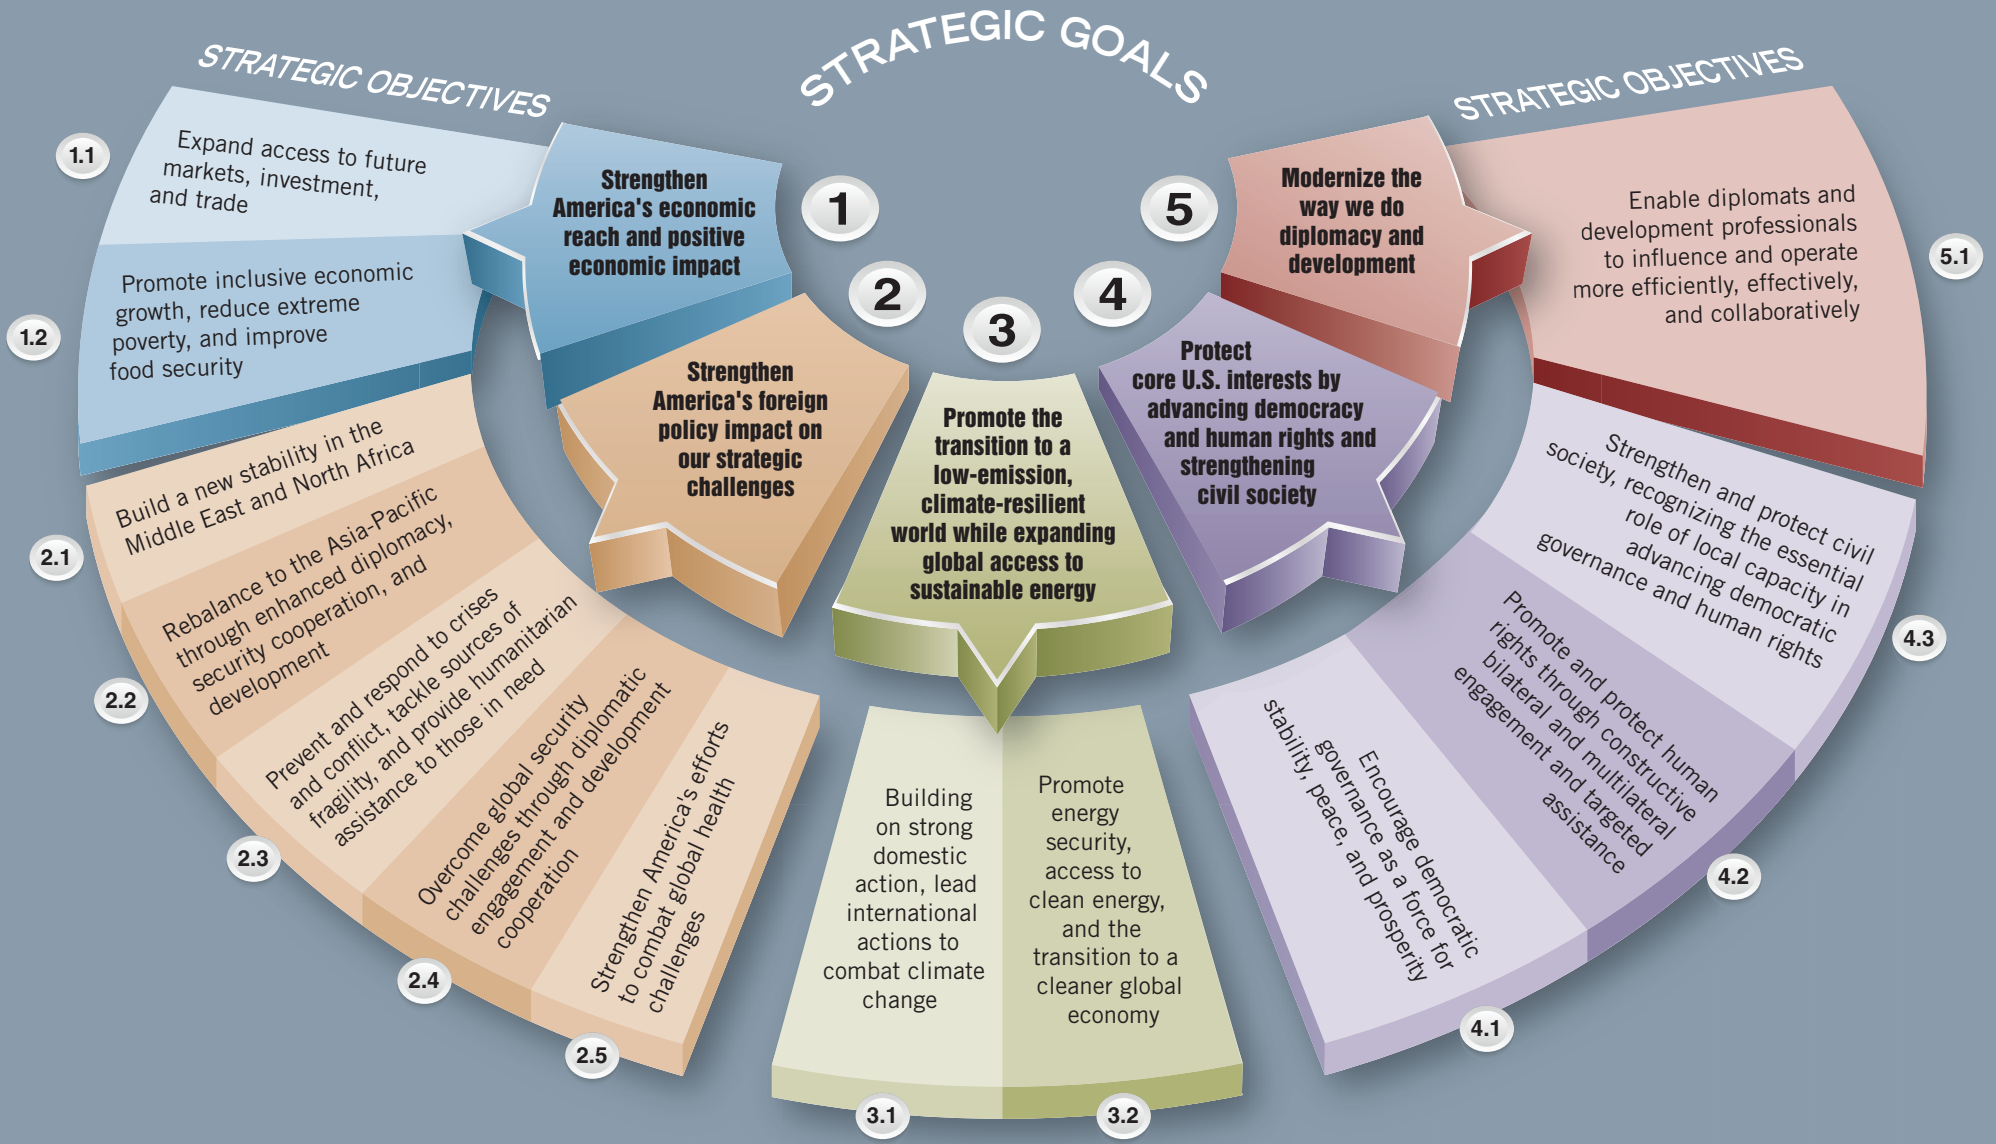 STRATEGIC GOALS
STRATEGIC OBJECTIVES
STRATEGIC OBJECTIVES
1
Strengthen
America's economic
reach and positive
economic impact
1.1
Expand access to future
markets, investment,
and trade
1.2
Promote inclusive economic
growth, reduce extreme
poverty, and improve
food security
2
Strengthen
America's foreign
policy impact on
our strategic
challenges
2.1
Build a new stability in the
Middle East and North Africa
2.2
Rebalance to the Asia-Pacific
through enhanced diplomacy,
security cooperation, and
development
2.3
Prevent and respond to crises
and conflict, tackle sources of
fragility, and provide humanitarian
assistance to those in need
2.4
Overcome global security
challenges through diplomatic
engagement and development
cooperation
2.5
Strengthen America's efforts
to combat global health
challenges
3
Promote the
transition to a
low-emission,
climate-resilient
world while expanding
global access to
sustainable energy
Building
on strong
domestic
action, lead
international
actions to
combat climate
change
3.1
Promote
energy
security,
access to
clean energy,
and the
transition to a
cleaner global
economy
3.2
4
Protect
core U.S. interests by
advancing democracy
and human rights and
strengthening
civil society
Encourage democratic
governance as a force for
stability, peace, and prosperity
4.1
Promote and protect human
rights through constructive
bilateral and multilateral
engagement and targeted
assistance
4.2
Strengthen and protect civil
society, recognizing the essential
role of local capacity in
advancing democratic
governance and human rights
4.3
5
Modernize the
way we do
diplomacy and
development
Enable diplomats and
development professionals
to influence and operate
more efficiently, effectively,
and collaboratively
5.1